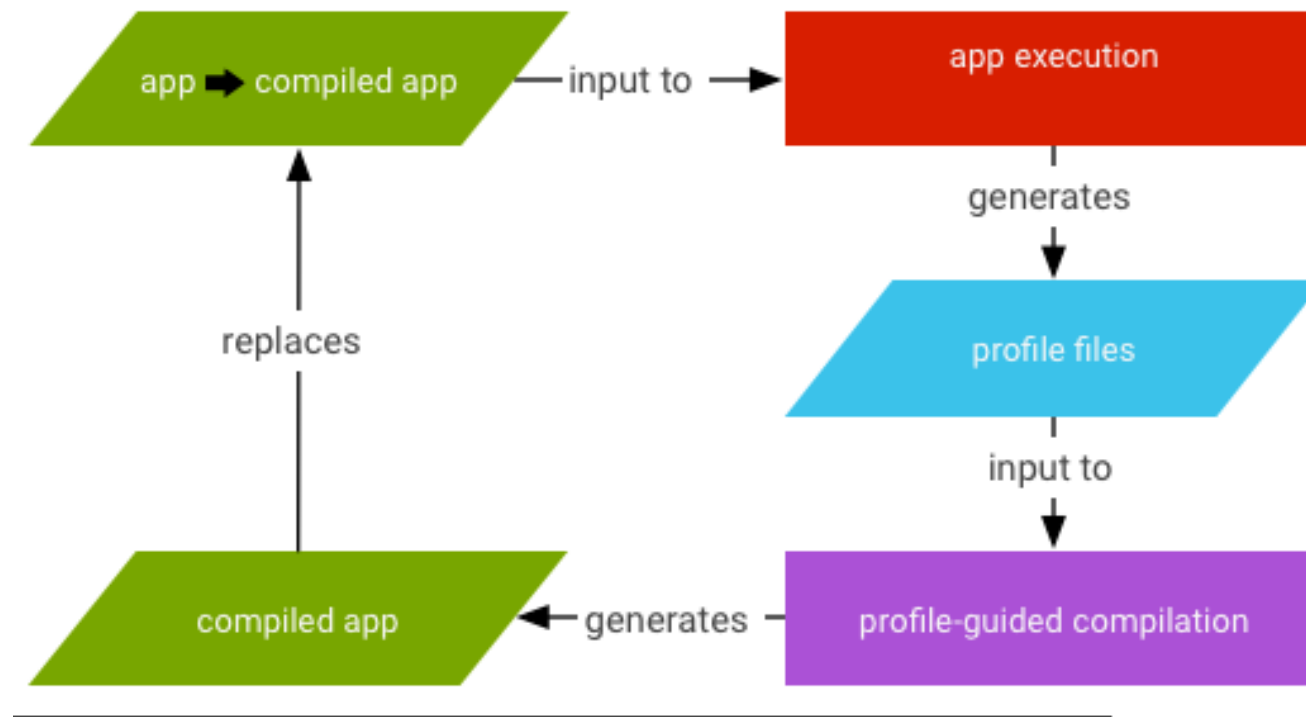 app compiled app
input to
app execution
generates
profile files
input to
profile-guided compilation
generates
compiled app
replaces